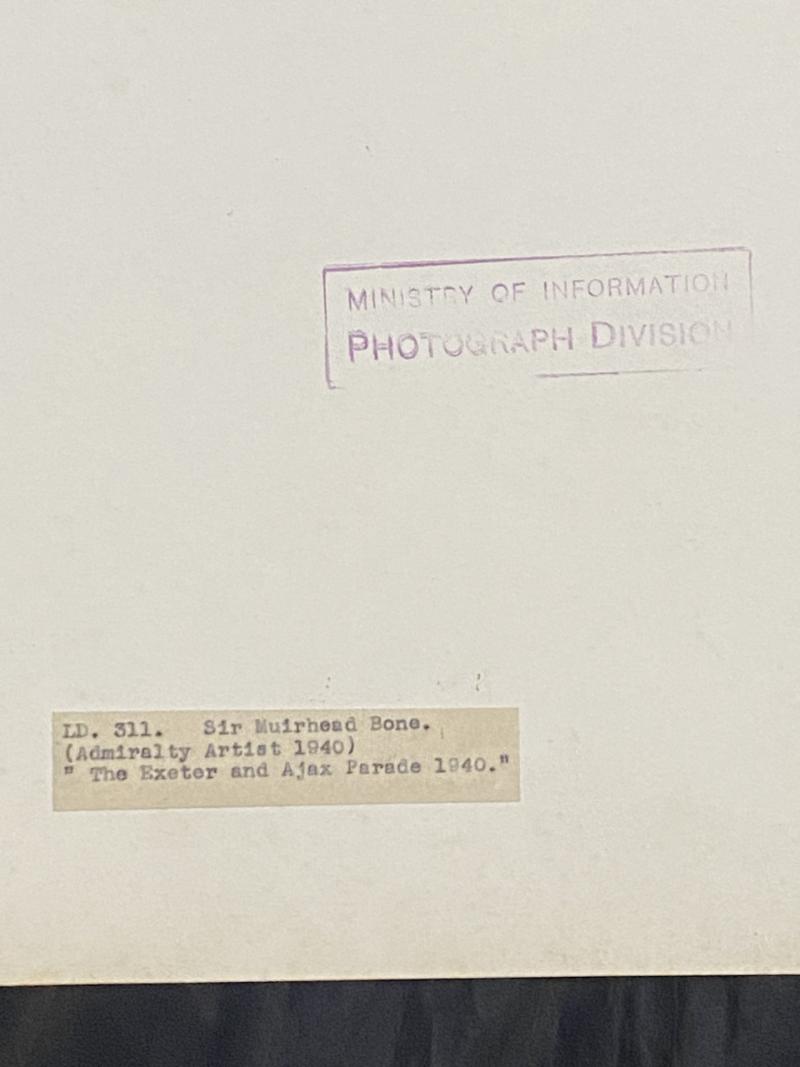 MINISTRY OF INFORMATION
PHOTOGRAPH DIVISION
LD. 311. Sir Muirhead Bone.
(Admiralty Artist 1940)
" The Exeter and Ajax Parade 1940."